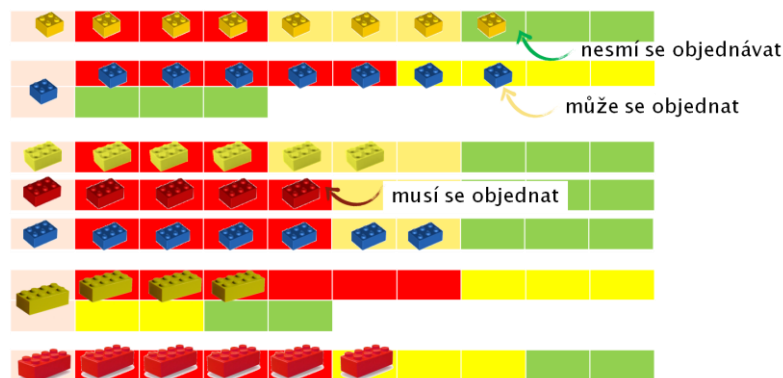 nesmí se objednávat
může se objednat
musí se objednat